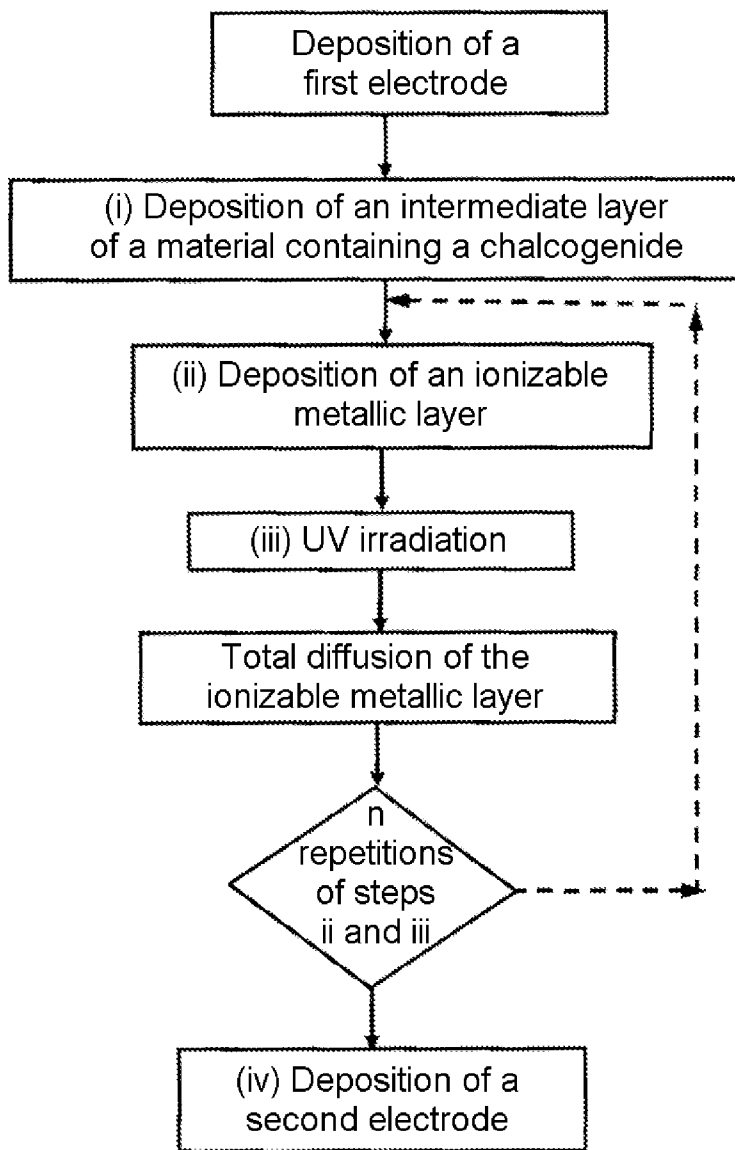 Deposition of a
first electrode
(i) Deposition of an intermediate layer
of a material containing a chalcogenide
(ii) Deposition of an ionizable
metallic layer
(iii) UV irradiation
Total diffusion of the
ionizable metallic layer
n
repetitions
of steps
ii and iii
(iv) Deposition of a
second electrode